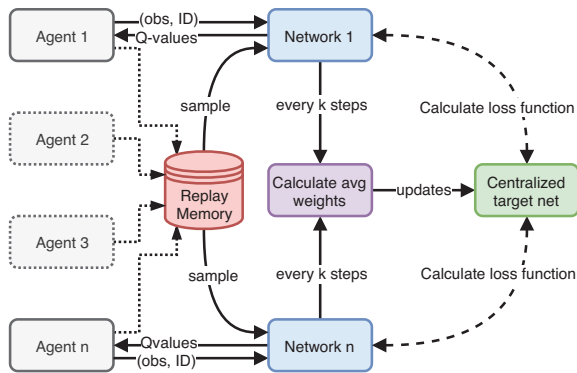 Agent 1
(obs, ID)
Q-values
Network 1
sample
every k steps
Calculate loss function
Agent 2
Replay
Memory
Calculate avg
weights
updates
Centralized
target net
Agent 3
sample
every k steps
Calculate loss function
Agent n
Qvalues
(obs, ID)
Network n